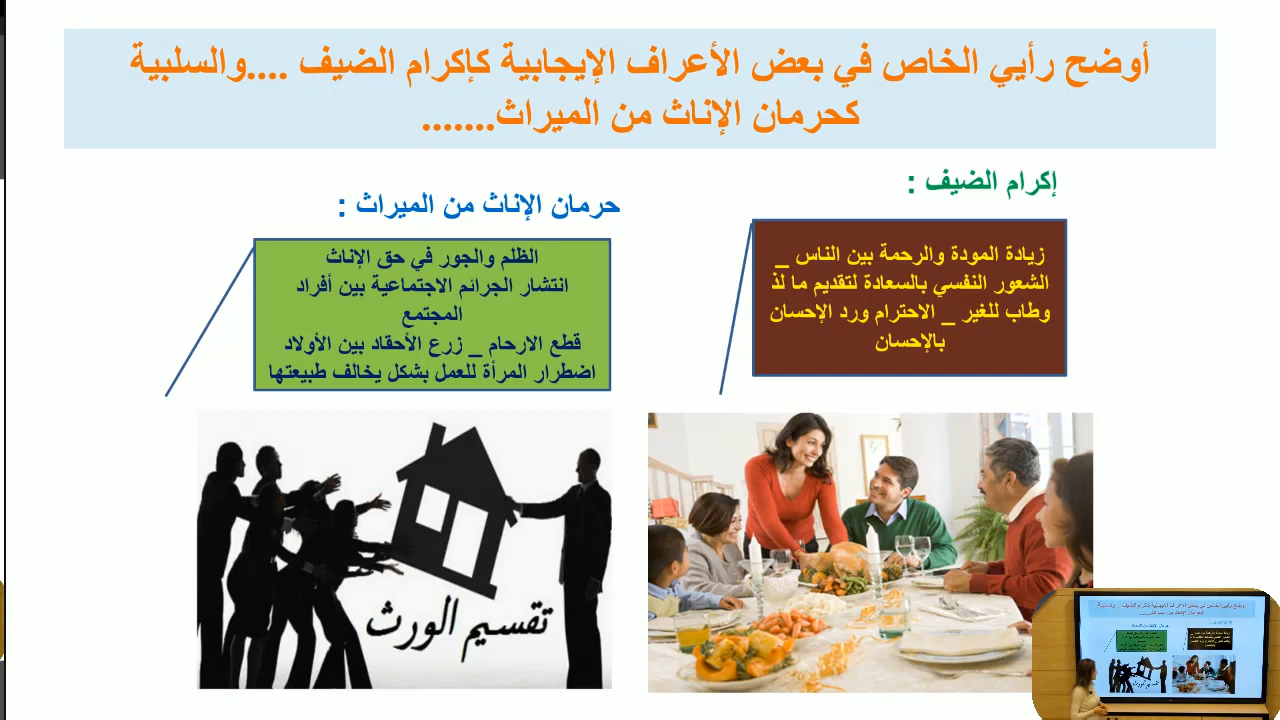 أوضح رأيي الخاص في بعض الأعراف الإيجابية كإكرام الضيف ....والسلبية
كحرمان الإناث من الميراث.......
إكرام الضيف :
زيادة المودة والرحمة بين الناس _
الشعور النفسي بالسعادة لتقديم ما لذ
وطاب للغير _ الاحترام ورد الإحسان
بالإحسان
حرمان الإناث من الميراث :
الظلم والجور في حق الإناث
انتشار الجرائم الاجتماعية بين أفراد
المجتمع
قطع الارحام _ زرع الأحقاد بين الأولاد
اضطرار المرأة للعمل بشكل يخالف طبيعتها
تقسيم الورث